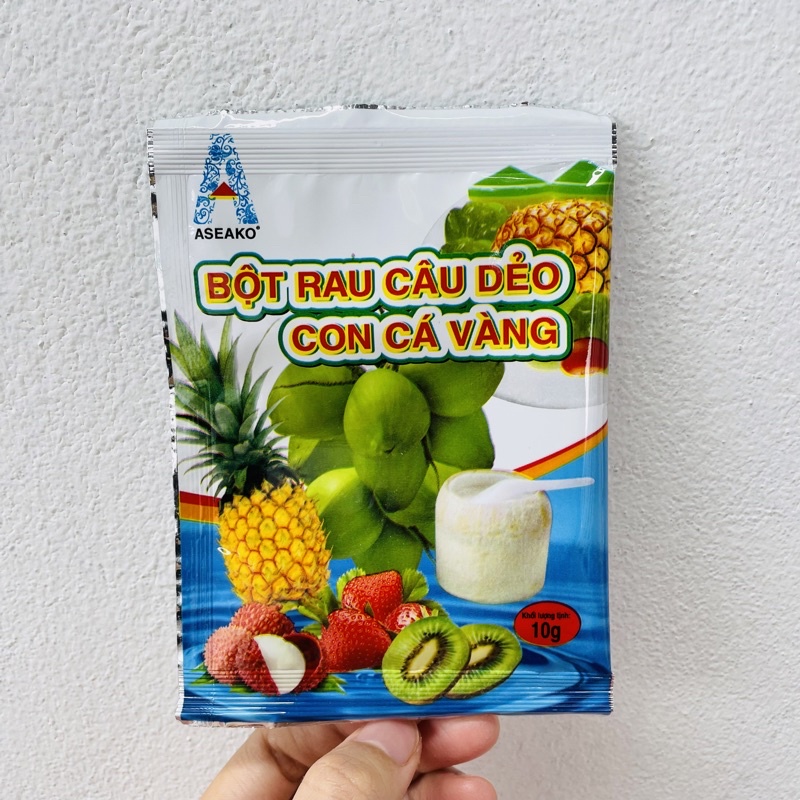 ASEAKO
BỘT RAU CÂU DẺO
CON CÁ VÀNG
Khối lượng tịnh:
10g